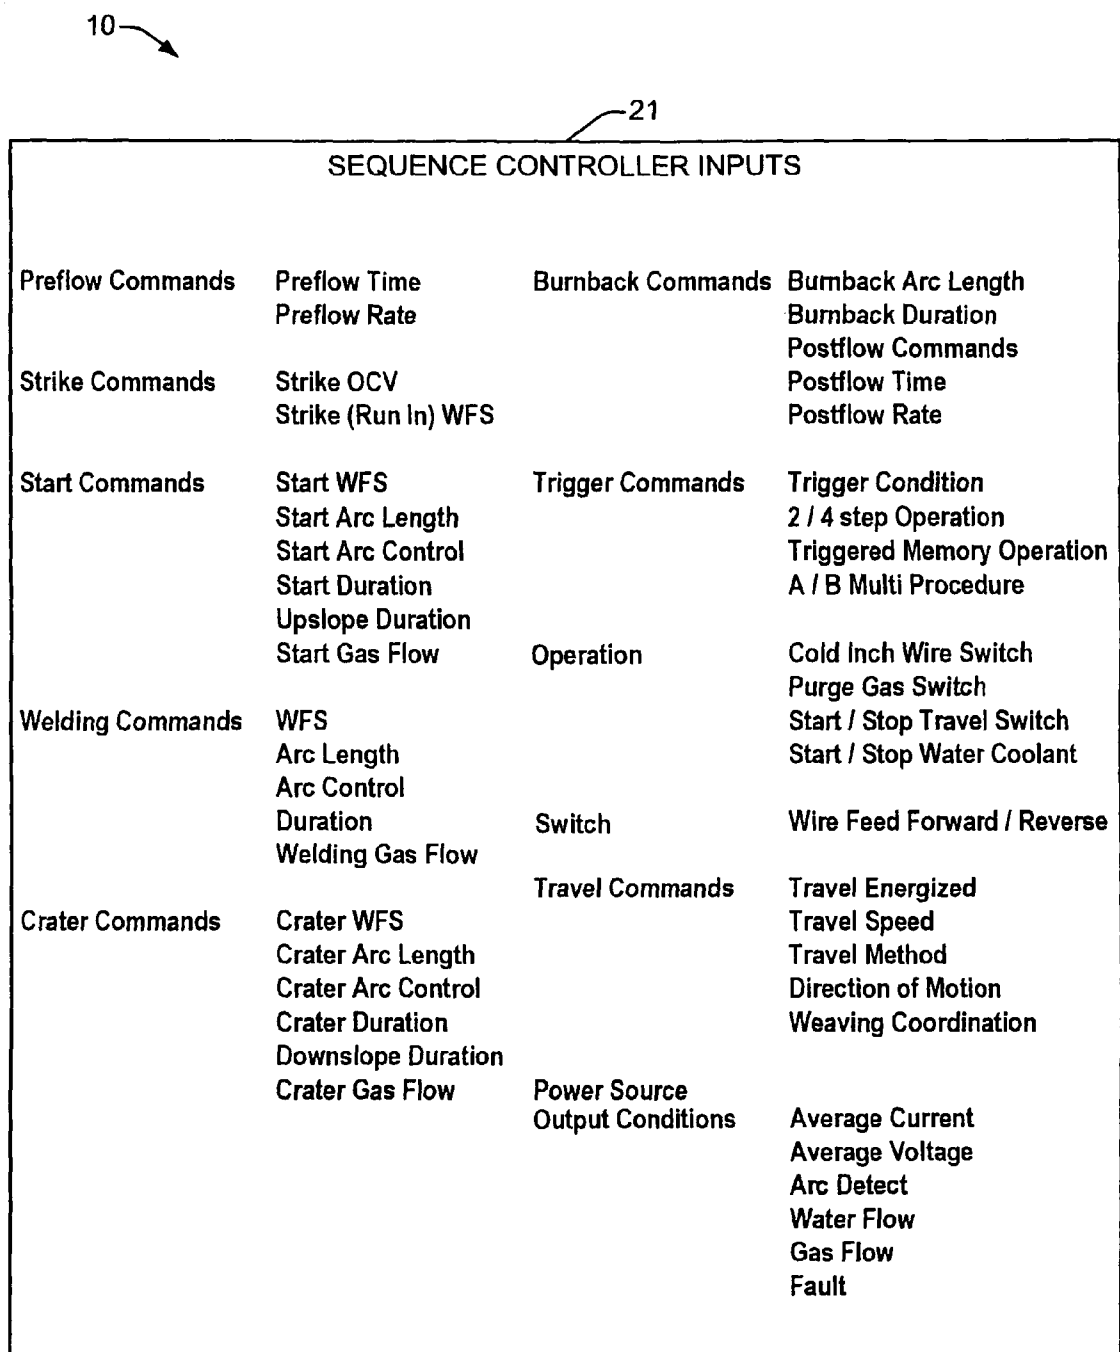 10
21
SEQUENCE CONTROLLER INPUTS
Preflow Commands Preflow Time
Preflow Rate
Strike Commands Strike OCV
Strike (Run In) WFS
Start Commands Start WFS
Start Arc Length
Start Arc Control
Start Duration
Upslope Duration
Start Gas Flow
Welding Commands WFS
Arc Length
Arc Control
Duration
Welding Gas Flow
Crater Commands Crater WFS
Crater Arc Length
Crater Arc Control
Crater Duration
Downslope Duration
Crater Gas Flow
Burnback Commands Burnback Arc Length
Burnback Duration
Postflow Commands
Postflow Time
Postflow Rate
Trigger Commands Trigger Condition
2 / 4 step Operation
Triggered Memory Operation
A / B Multi Procedure
Operation Cold Inch Wire Switch
Purge Gas Switch
Start / Stop Travel Switch
Start / Stop Water Coolant
Switch Wire Feed Forward / Reverse
Travel Commands Travel Energized
Travel Speed
Travel Method
Direction of Motion
Weaving Coordination
Power Source
Output Conditions Average Current
Average Voltage
Arc Detect
Water Flow
Gas Flow
Fault